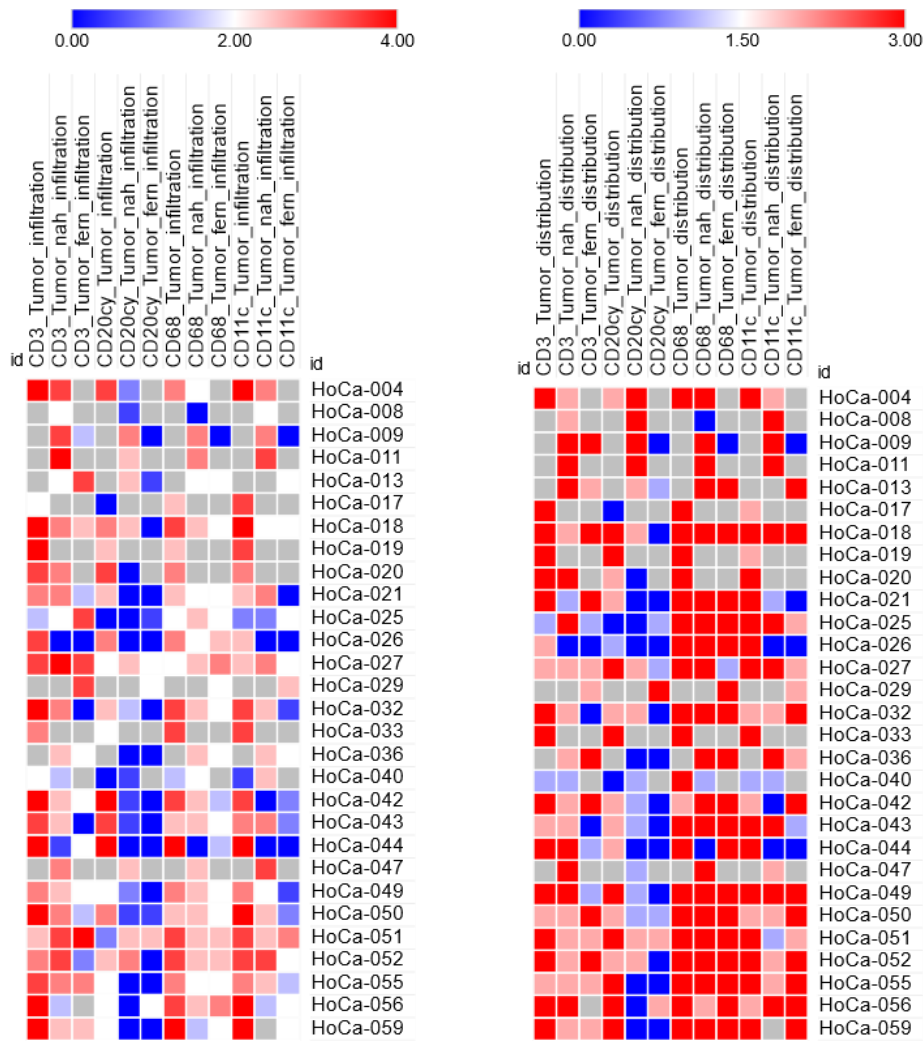 0.00 2.00 4.00
0.00 1.50 3.00
id
CD3_Tumor_infiltration
CD3_Tumor_nah_infiltration
CD3_Tumor_fern_infiltration
CD20cy_Tumor_infiltration
CD20cy_Tumor_nah_infiltration
CD20cy_Tumor_fern_infiltration
CD68_Tumor_infiltration
CD68_Tumor_nah_infiltration
CD68_Tumor_fern_infiltration
CD11c_Tumor_infiltration
CD11c_Tumor_nah_infiltration
CD11c_Tumor_fern_infiltration
id
HoCa-004
HoCa-008
HoCa-009
HoCa-011
HoCa-013
HoCa-017
HoCa-018
HoCa-019
HoCa-020
HoCa-021
HoCa-025
HoCa-026
HoCa-027
HoCa-029
HoCa-032
HoCa-033
HoCa-036
HoCa-040
HoCa-042
HoCa-043
HoCa-044
HoCa-047
HoCa-049
HoCa-050
HoCa-051
HoCa-052
HoCa-055
HoCa-056
HoCa-059
id
CD3_Tumor_distribution
CD3_Tumor_nah_distribution
CD3_Tumor_fern_distribution
CD20cy_Tumor_distribution
CD20cy_Tumor_nah_distribution
CD20cy_Tumor_fern_distribution
CD68_Tumor_distribution
CD68_Tumor_nah_distribution
CD68_Tumor_fern_distribution
CD11c_Tumor_distribution
CD11c_Tumor_nah_distribution
CD11c_Tumor_fern_distribution
id
HoCa-004
HoCa-008
HoCa-009
HoCa-011
HoCa-013
HoCa-017
HoCa-018
HoCa-019
HoCa-020
HoCa-021
HoCa-025
HoCa-026
HoCa-027
HoCa-029
HoCa-032
HoCa-033
HoCa-036
HoCa-040
HoCa-042
HoCa-043
HoCa-044
HoCa-047
HoCa-049
HoCa-050
HoCa-051
HoCa-052
HoCa-055
HoCa-056
HoCa-059